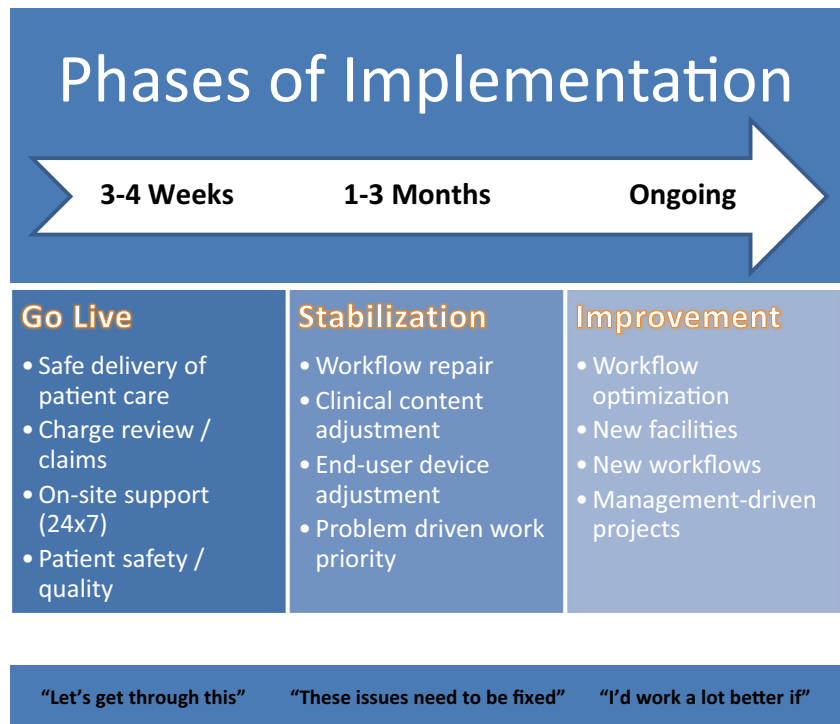 Phases of Implementation
3-4 Weeks
1-3 Months
Ongoing
Go Live
• Safe delivery of
patient care
• Charge review /
claims
• On-site support
(24x7)
• Patient safety /
quality
Stabilization
• Workflow repair
• Clinical content
adjustment
• End-user device
adjustment
• Problem driven work
priority
Improvement
• Workflow
optimization
• New facilities
• New workflows
• Management-driven
projects
“Let’s get through this”
“These issues need to be fixed”
“I’d work a lot better if”